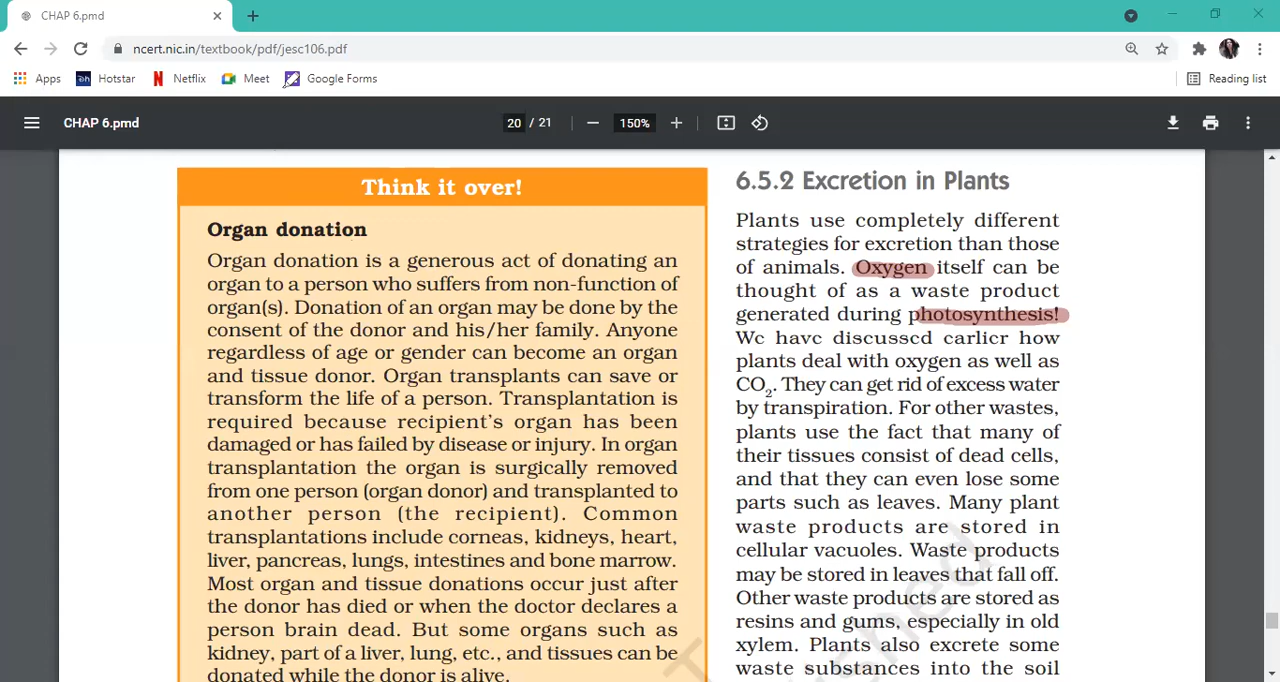 CHAP 6.pmd
ncert.nic.in/textbook/pdf/jesc106.pdf
Apps
Hotstar
Netflix
Meet
Google Forms
Reading list
CHAP 6.pmd
20 / 21
150%
Think it over!
Organ donation
Organ donation is a generous act of donating an
organ to a person who suffers from non-function of
organ(s). Donation of an organ may be done by the
consent of the donor and his/her family. Anyone
regardless of age or gender can become an organ
and tissue donor. Organ transplants can save or
transform the life of a person. Transplantation is
required because recipient's organ has been
damaged or has failed by disease or injury. In organ
transplantation the organ is surgically removed
from one person (organ donor) and transplanted to
another person (the recipient). Common
transplantations include corneas, kidneys, heart,
liver, pancreas, lungs, intestines and bone marrow.
Most organ and tissue donations occur just after
the donor has died or when the doctor declares a
person brain dead. But some organs such as
kidney, part of a liver, lung, etc., and tissues can be
donated while the donor is alive.
6.5.2 Excretion in Plants
Plants use completely different
strategies for excretion than those
of animals. Oxygen itself can be
thought of as a waste product
generated during photosynthesis!
We have discussed earlier how
plants deal with oxygen as well as
CO₂. They can get rid of excess water
by transpiration. For other wastes,
plants use the fact that many of
their tissues consist of dead cells,
and that they can even lose some
parts such as leaves. Many plant
waste products are stored in
cellular vacuoles. Waste products
may be stored in leaves that fall off.
Other waste products are stored as
resins and gums, especially in old
xylem. Plants also excrete some
waste substances into the soil